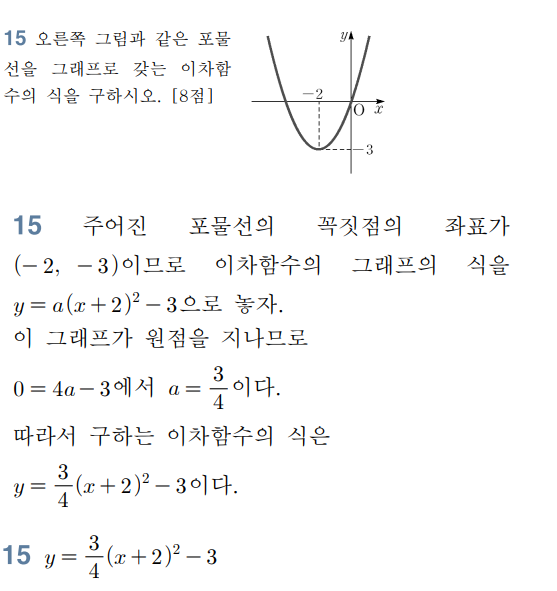 15 오른쪽 그림과 같은 포물
선을 그래프로 갖는 이차함
수의 식을 구하시오. [8점]
y
−2
O x
−3
15 주어진 포물선의 꼭짓점의 좌표가
(−2, −3)이므로 이차함수의 그래프의 식을
y=a(x+2)²−3으로 놓자.
이 그래프가 원점을 지나므로
0=4a−3에서 a=3/4이다.
따라서 구하는 이차함수의 식은
y=3/4(x+2)²−3이다.
15 y=3/4(x+2)²−3